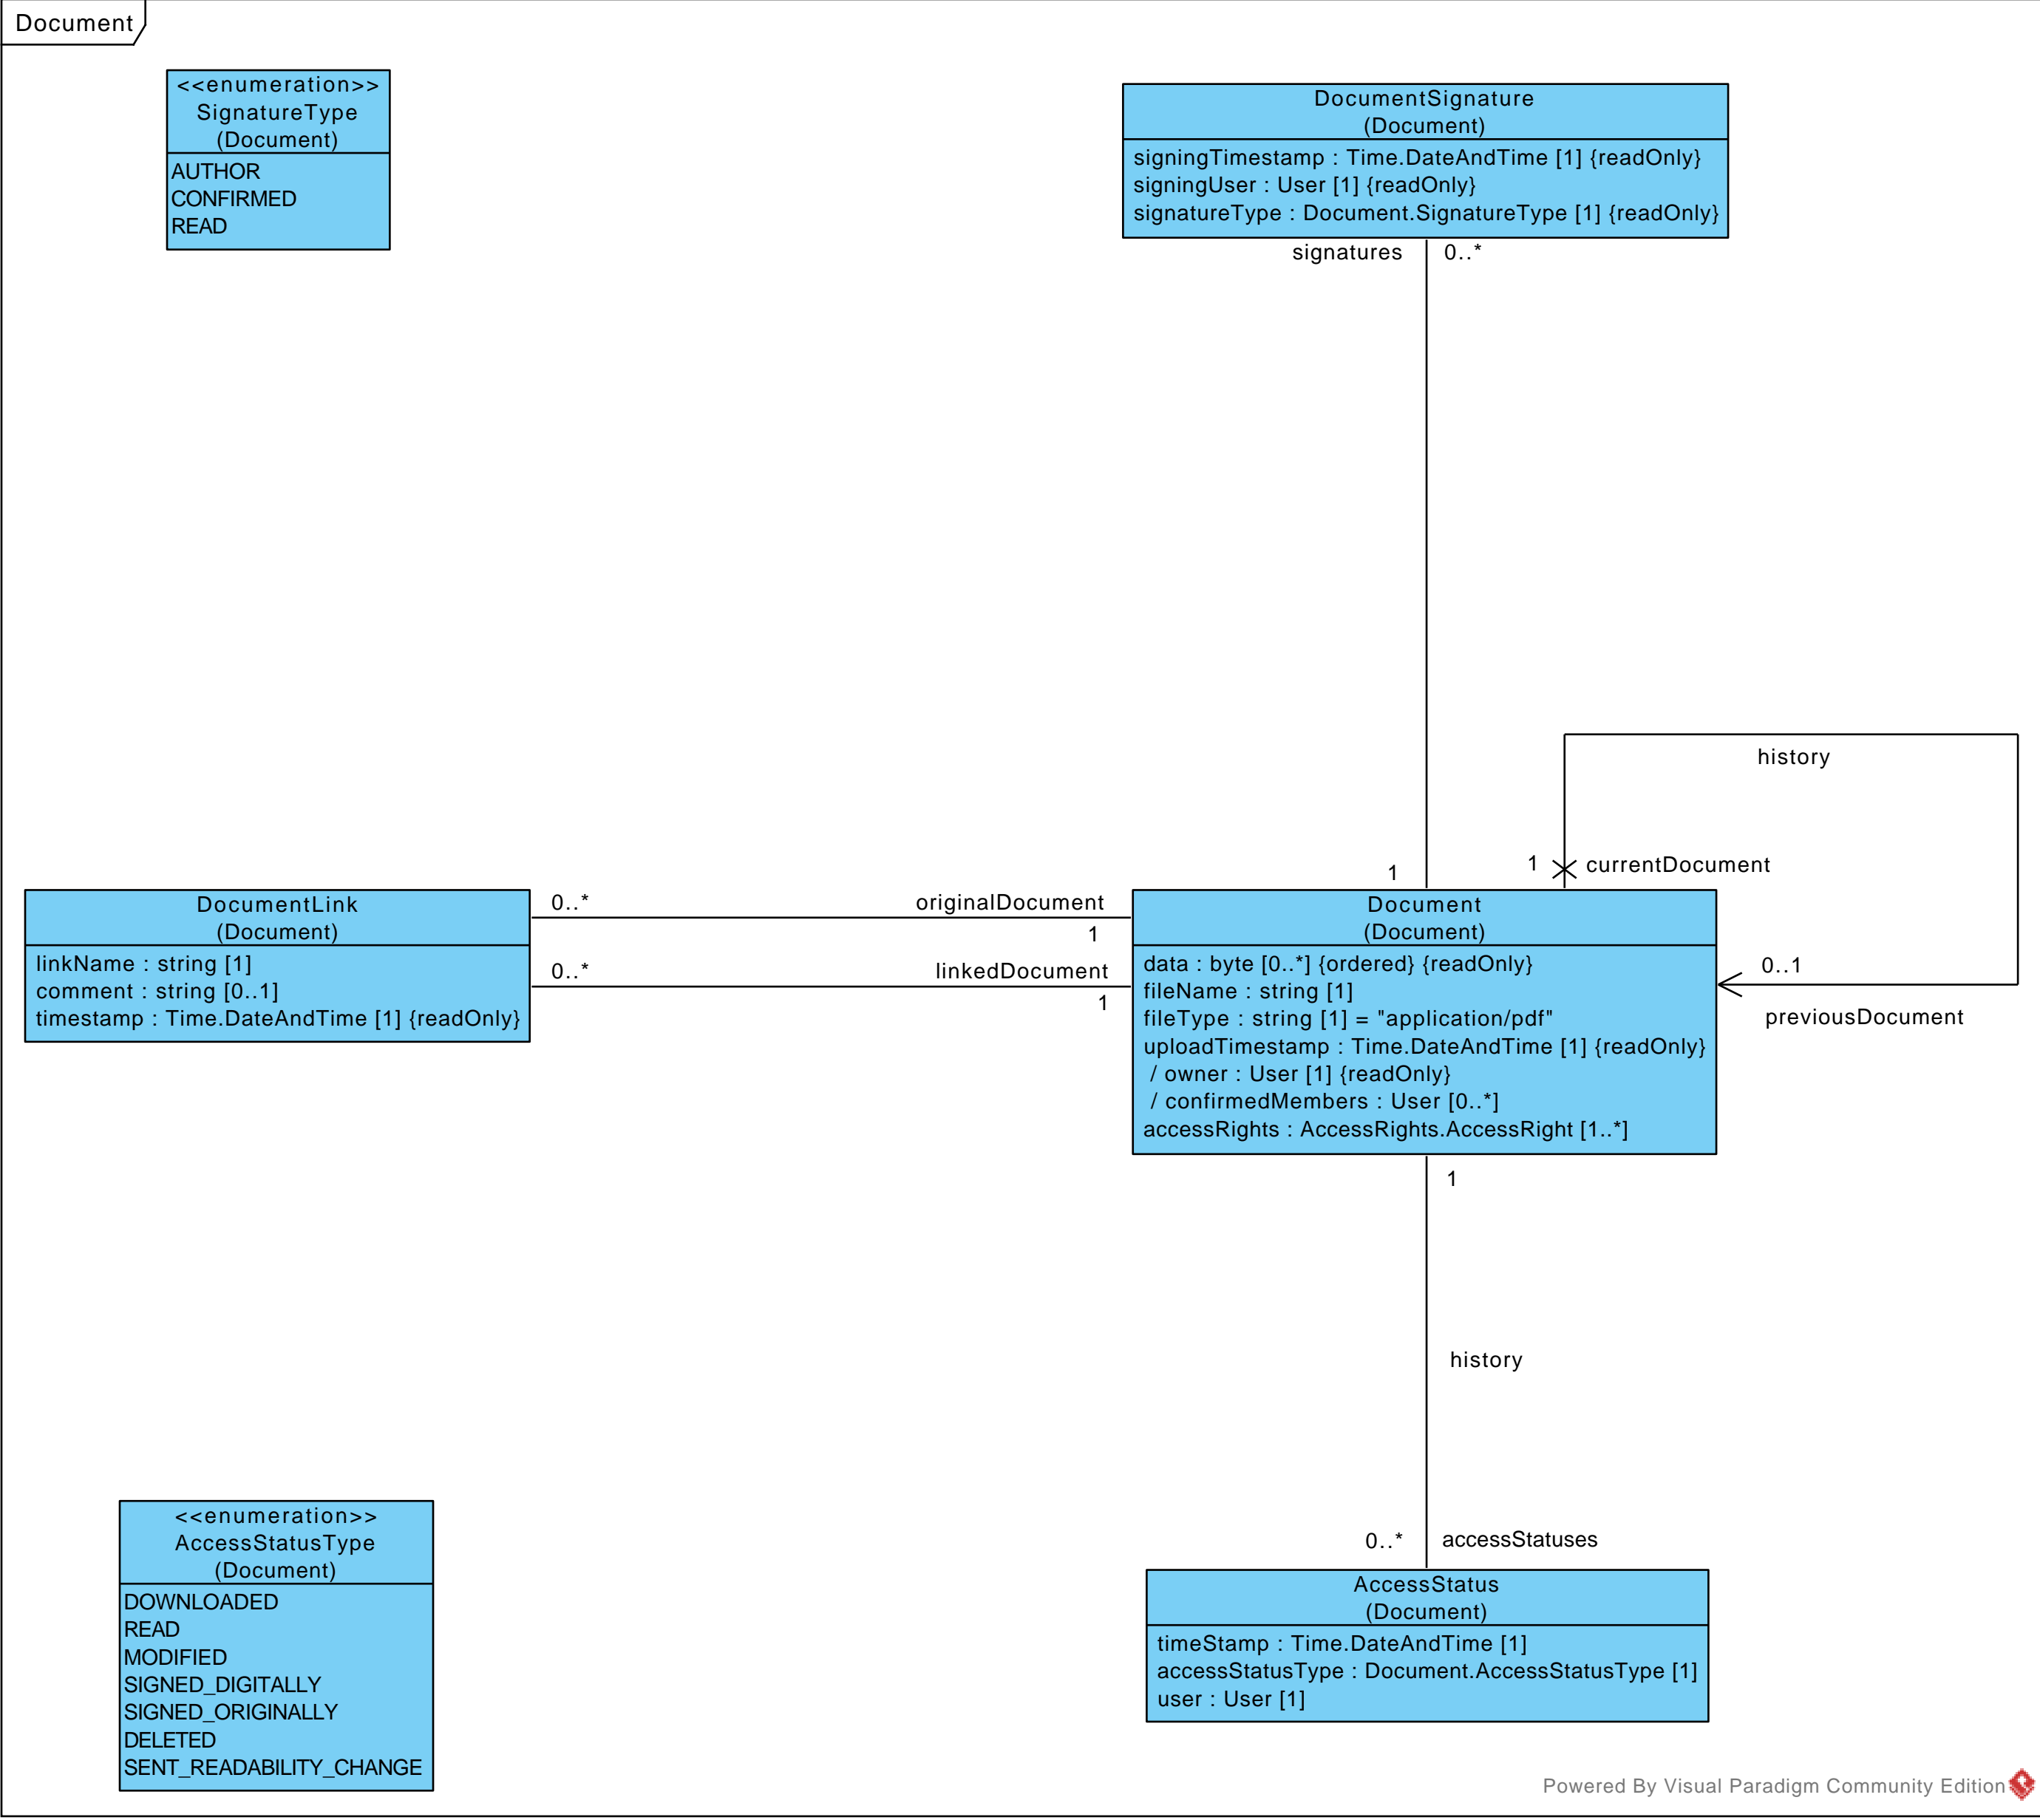 Document
<<enumeration>>
SignatureType
(Document)
AUTHOR
CONFIRMED
READ
DocumentSignature
(Document)
signingTimestamp : Time.DateAndTime [1] {readOnly}
signingUser : User [1] {readOnly}
signatureType : Document.SignatureType [1] {readOnly}
signatures
0..*
history
1
1
currentDocument
DocumentLink
(Document)
linkName : string [1]
comment : string [0..1]
timestamp : Time.DateAndTime [1] {readOnly}
0..*
originalDocument
1
0..*
linkedDocument
1
Document
(Document)
data : byte [0..*] {ordered} {readOnly}
fileName : string [1]
fileType : string [1] = "application/pdf"
uploadTimestamp : Time.DateAndTime [1] {readOnly}
/ owner : User [1] {readOnly}
/ confirmedMembers : User [0..*]
accessRights : AccessRights.AccessRight [1..*]
0..1
previousDocument
1
history
0..*
accessStatuses
<<enumeration>>
AccessStatusType
(Document)
DOWNLOADED
READ
MODIFIED
SIGNED_DIGITALLY
SIGNED_ORIGINALLY
DELETED
SENT_READABILITY_CHANGE
AccessStatus
(Document)
timeStamp : Time.DateAndTime [1]
accessStatusType : Document.AccessStatusType [1]
user : User [1]
Powered By Visual Paradigm Community Edition